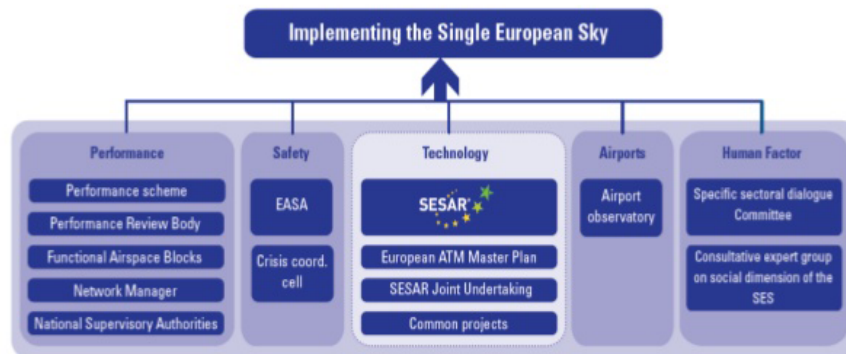 Implementing the Single European Sky
Performance
Performance scheme
Performance Review Body
Functional Airspace Blocks
Network Manager
National Supervisory Authorities
Safety
EASA
Crisis coord.
cell
Technology
SESAR
European ATM Master Plan
SESAR Joint Undertaking
Common projects
Airports
Airport
observatory
Human Factor
Specific sectoral dialogue
Committee
Consultative expert group
on social dimension of the
SES